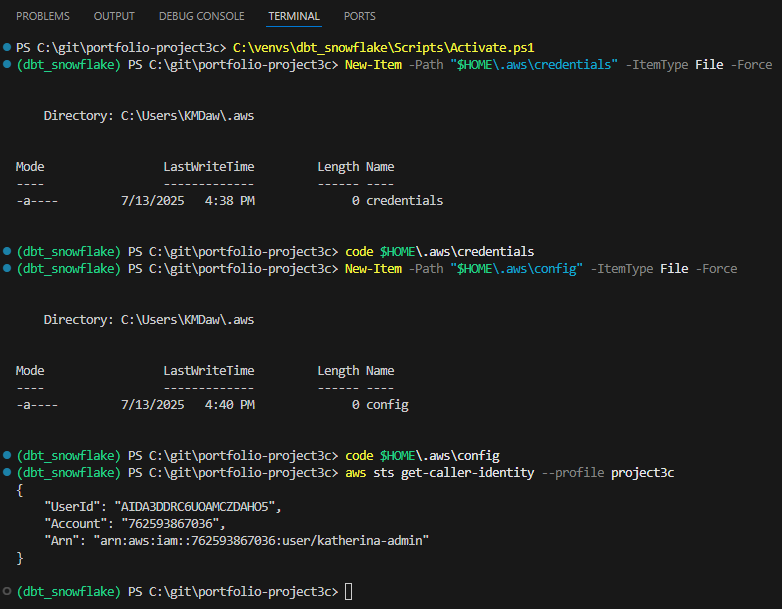 PROBLEMS OUTPUT DEBUG CONSOLE TERMINAL PORTS
PS C:\git\portfolio-project3c> C:\venvs\dbt_snowflake\Scripts\Activate.ps1
(dbt_snowflake) PS C:\git\portfolio-project3c> New-Item -Path "$HOME\.aws\credentials" -ItemType File -Force
Directory: C:\Users\KMDaw\.aws
Mode LastWriteTime Length Name
---- ------------- ------ ----
-a---- 7/13/2025 4:38 PM 0 credentials
(dbt_snowflake) PS C:\git\portfolio-project3c> code $HOME\.aws\credentials
(dbt_snowflake) PS C:\git\portfolio-project3c> New-Item -Path "$HOME\.aws\config" -ItemType File -Force
Directory: C:\Users\KMDaw\.aws
Mode LastWriteTime Length Name
---- ------------- ------ ----
-a---- 7/13/2025 4:40 PM 0 config
(dbt_snowflake) PS C:\git\portfolio-project3c> code $HOME\.aws\config
(dbt_snowflake) PS C:\git\portfolio-project3c> aws sts get-caller-identity --profile project3c
{
"UserId": "AIDA3DDRC6UOAMCZDAHO5",
"Account": "762593867036",
"Arn": "arn:aws:iam::762593867036:user/katherina-admin"
}
(dbt_snowflake) PS C:\git\portfolio-project3c>